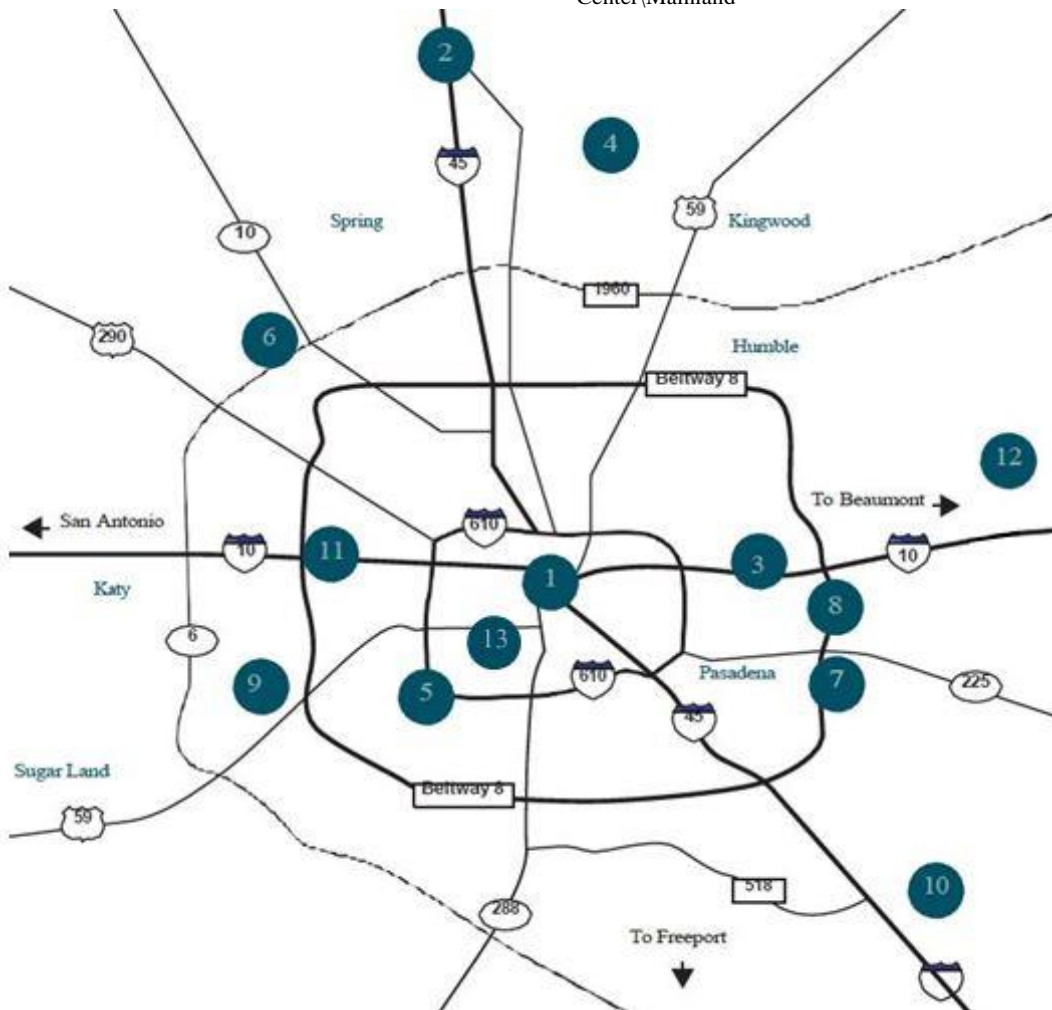 Center\Mainland
2
4
45
59
Kingwood
Spring
10
1960
290
6
Humble
Beltway 8
12
To Beaumont
San Antonio
610
10
11
10
3
1
Katy
8
6
13
9
5
610
Pasadena
7
225
45
Sugar Land
Beltway 8
59
518
10
288
To Freeport